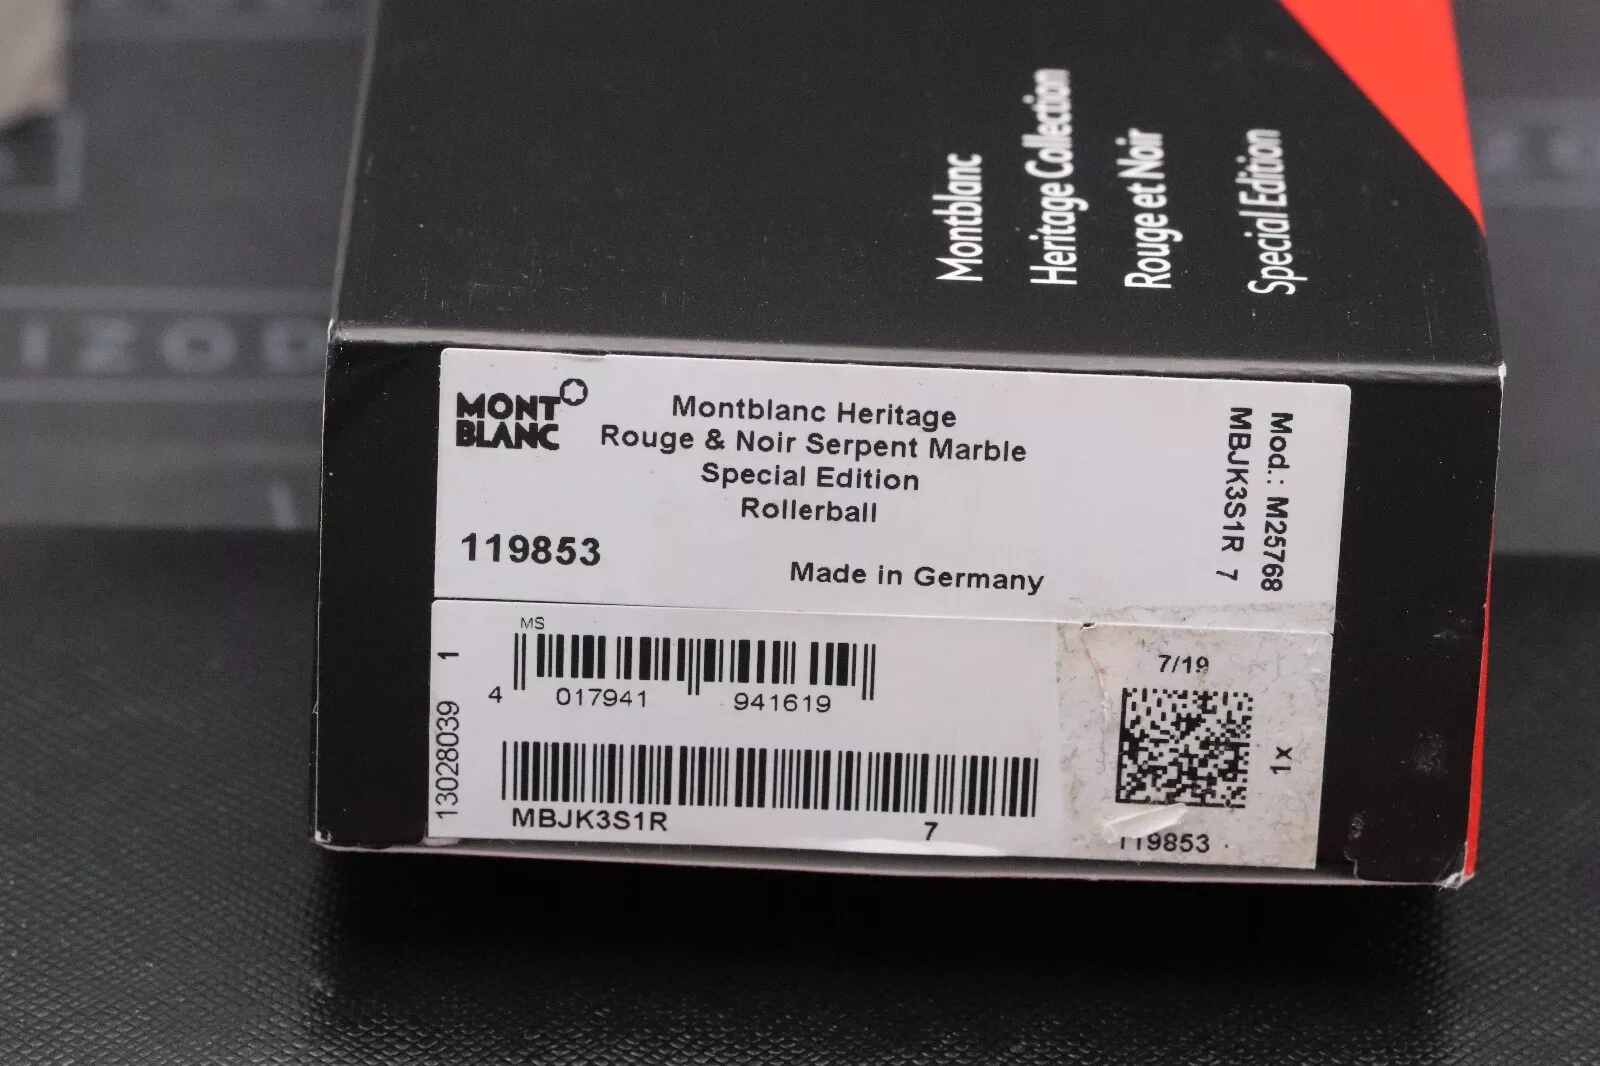 Montblanc
Heritage Collection
Rouge et Noir
Special Edition
MONT
BLANC
Montblanc Heritage
Rouge & Noir Serpent Marble
Special Edition
Rollerball
119853
Made in Germany
Mod.: M25768
MBJK3S1R 7
MS
4 017941 941619
13028039 1
MBJK3S1R 7
7/19
1x
119853
IZOD